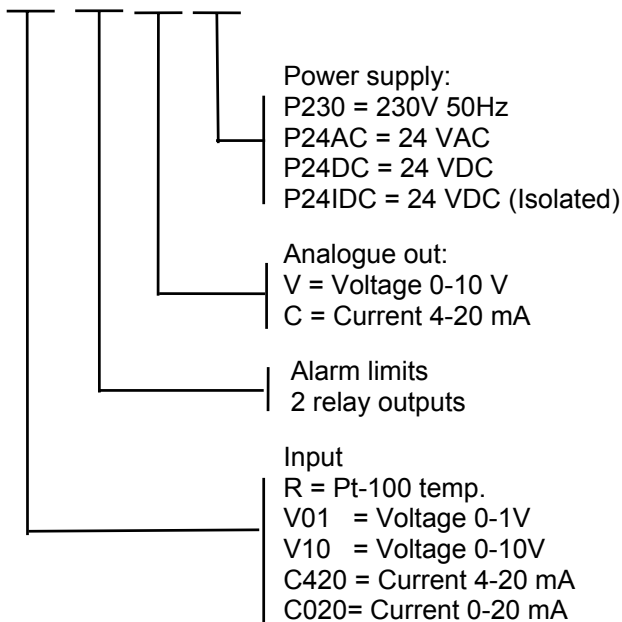 Power supply:
P230 = 230V 50Hz
P24AC = 24 VAC
P24DC = 24 VDC
P24IDC = 24 VDC (Isolated)
Analogue out:
V = Voltage 0-10 V
C = Current 4-20 mA
Alarm limits
2 relay outputs
Input
R = Pt-100 temp.
V01 = Voltage 0-1V
V10 = Voltage 0-10V
C420 = Current 4-20 mA
C020= Current 0-20 mA